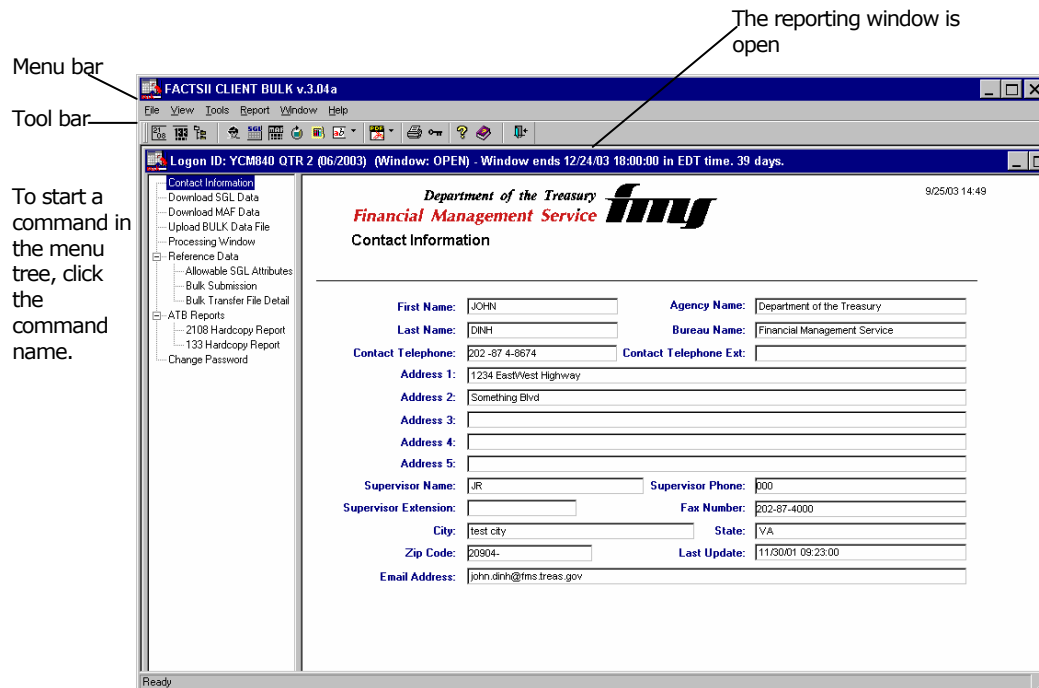 The reporting window is
open
Menu bar
FACTSII CLIENT BULK v.3.04a
File View Tools Report Window Help
Tool bar
Logon ID: YCM840 QTR 2 (06/2003) (Window: OPEN) - Window ends 12/24/03 18:00:00 in EDT time. 39 days.
To start a
command in
the menu
tree, click
the
command
name.
Contact Information
Download SGL Data
Download MAF Data
Upload BULK Data File
Processing Window
Reference Data
Allowable SGL Attributes
Bulk Submission
Bulk Transfer File Detail
ATB Reports
2108 Hardcopy Report
133 Hardcopy Report
Change Password
Department of the Treasury
Financial Management Service
fms
9/25/03 14:49
Contact Information
First Name: JOHN Agency Name: Department of the Treasury
Last Name: DINH Bureau Name: Financial Management Service
Contact Telephone: 202 -87 4-8674 Contact Telephone Ext:
Address 1: 1234 EastWest Highway
Address 2: Something Blvd
Address 3:
Address 4:
Address 5:
Supervisor Name: JR Supervisor Phone: 000
Supervisor Extension: Fax Number: 202-87-4000
City: test city State: VA
Zip Code: 20904- Last Update: 11/30/01 09:23:00
Email Address: john.dinh@fms.treas.gov
Ready